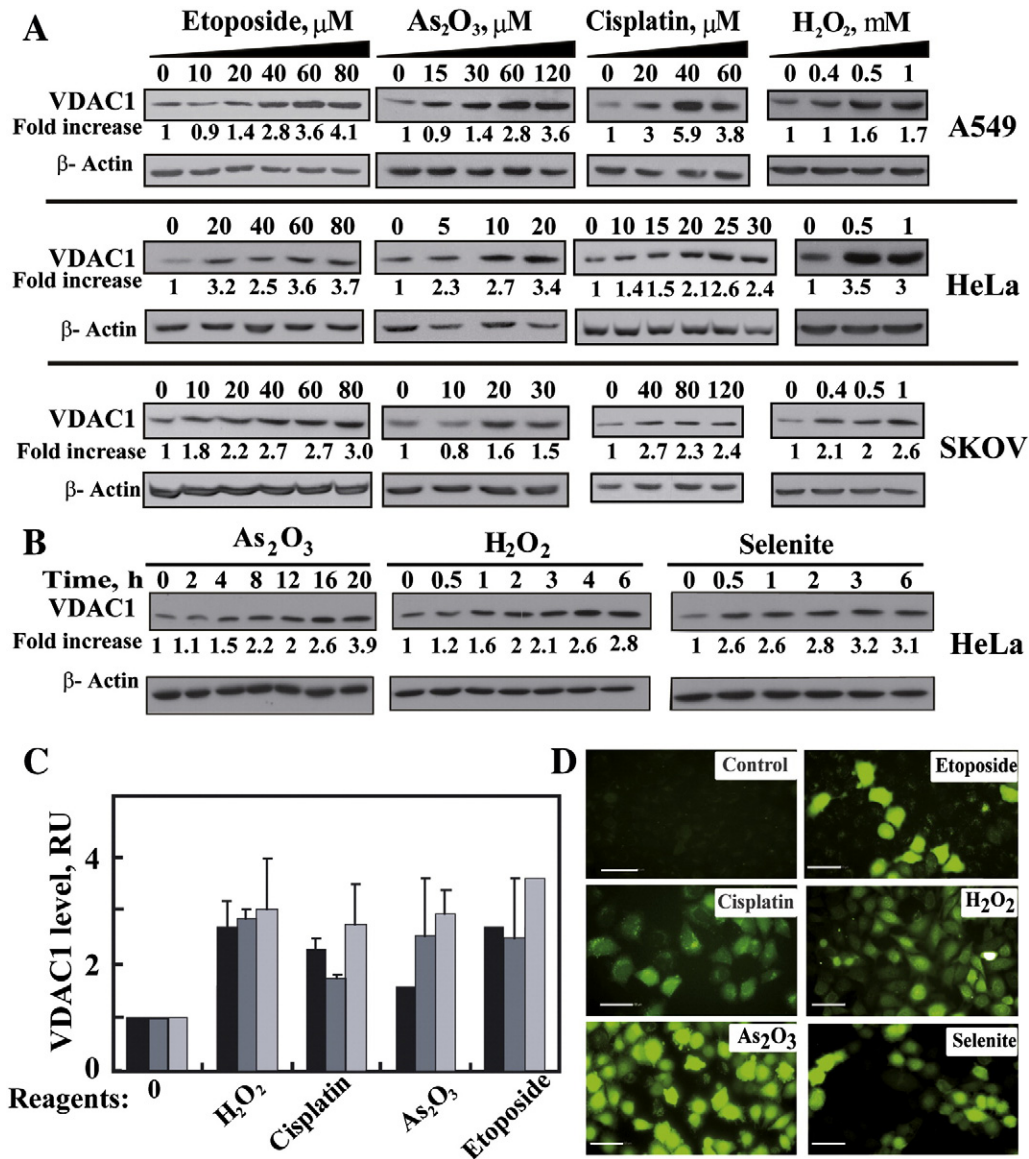 A
Etoposide, μM As₂O₃, μM Cisplatin, μM H₂O₂, mM
0 10 20 40 60 80 0 15 30 60 120 0 20 40 60 0 0.4 0.5 1
VDAC1
Fold increase 1 0.9 1.4 2.8 3.6 4.1 1 0.9 1.4 2.8 3.6 1 3 5.9 3.8 1 1 1.6 1.7
A549
β- Actin
0 20 40 60 80 0 5 10 20 0 10 15 20 25 30 0 0.5 1
VDAC1
Fold increase 1 3.2 2.5 3.6 3.7 1 2.3 2.7 3.4 1 1.4 1.5 2.1 2.6 2.4 1 3.5 3
HeLa
β- Actin
0 10 20 40 60 80 0 10 20 30 0 40 80 120 0 0.4 0.5 1
VDAC1
Fold increase 1 1.8 2.2 2.7 2.7 3.0 1 0.8 1.6 1.5 1 2.7 2.3 2.4 1 2.1 2 2.6
SKOV
β- Actin
B
As₂O₃ H₂O₂ Selenite
Time, h 0 2 4 8 12 16 20 0 0.5 1 2 3 4 6 0 0.5 1 2 3 6
VDAC1
Fold increase 1 1.1 1.5 2.2 2 2.6 3.9 1 1.2 1.6 2 2.1 2.6 2.8 1 2.6 2.6 2.8 3.2 3.1
HeLa
β- Actin
C
VDAC1 level, RU
4
2
0
Reagents: 0 H₂O₂ Cisplatin As₂O₃ Etoposide
D
Control Etoposide
Cisplatin H₂O₂
As₂O₃ Selenite